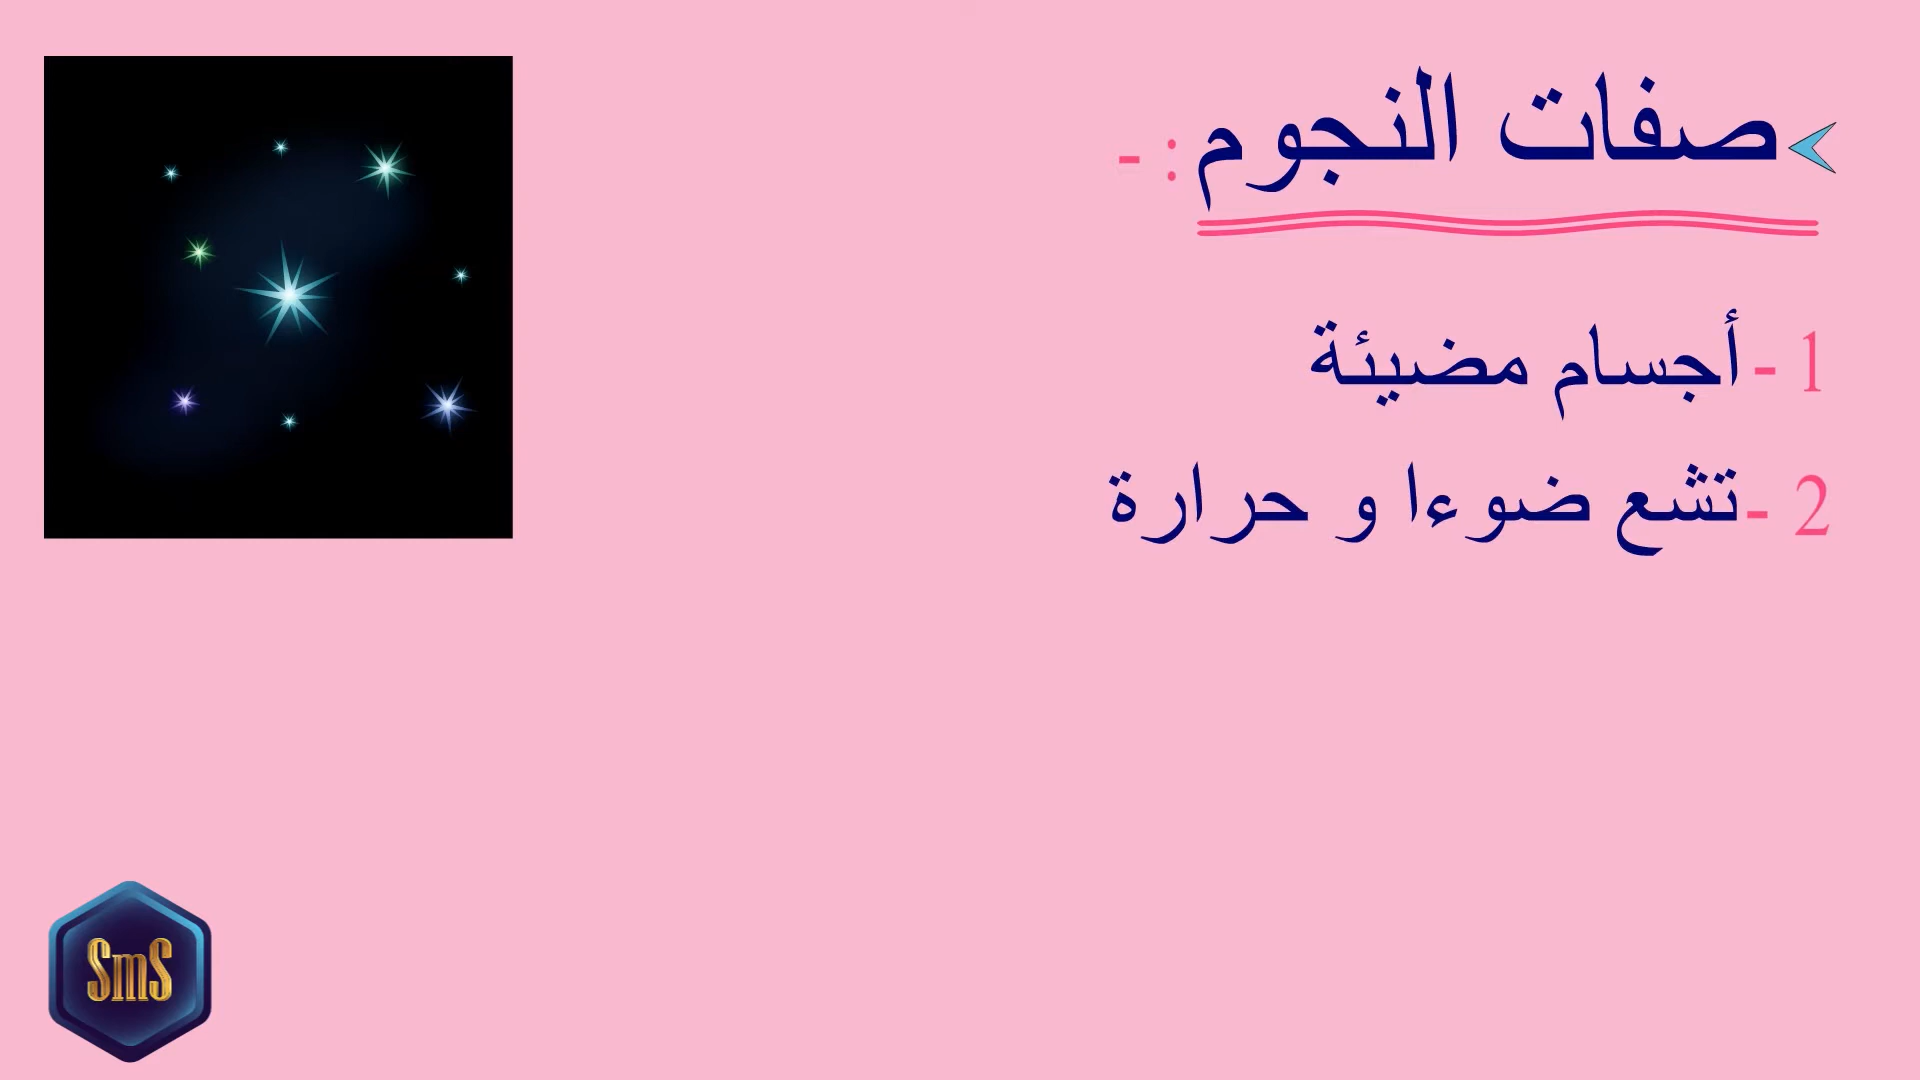 صفات النجوم : -
1 - أجسام مضيئة
2 - تشع ضوءا و حرارة
SmS